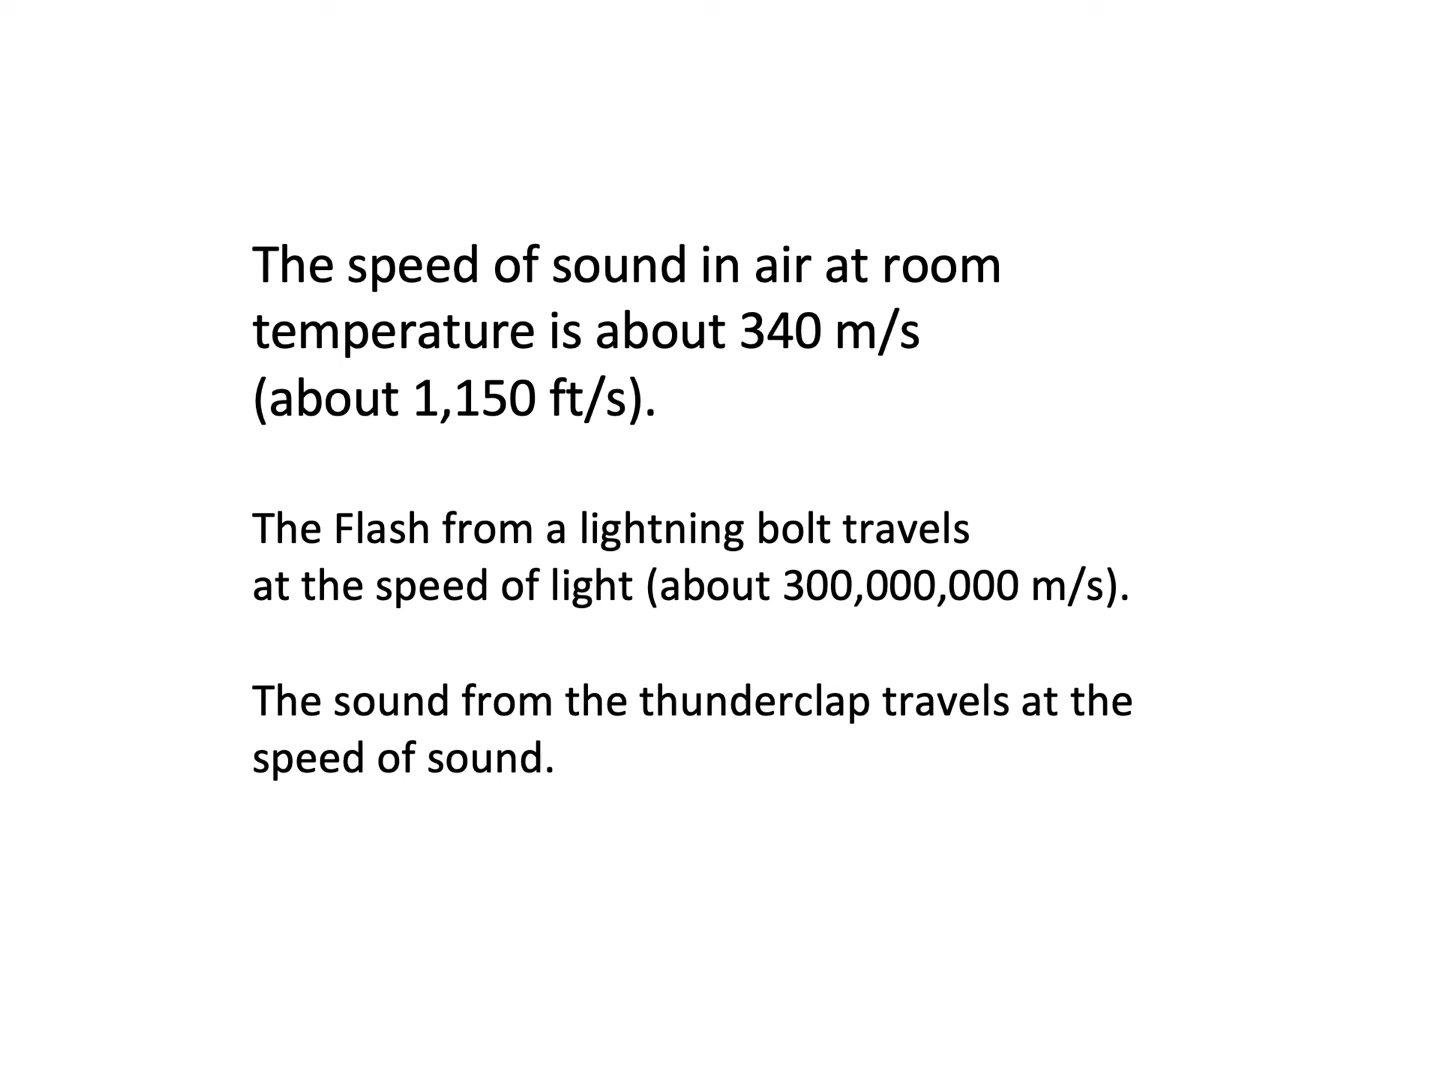 The speed of sound in air at room
temperature is about 340 m/s
(about 1,150 ft/s).
The Flash from a lightning bolt travels
at the speed of light (about 300,000,000 m/s).
The sound from the thunderclap travels at the
speed of sound.